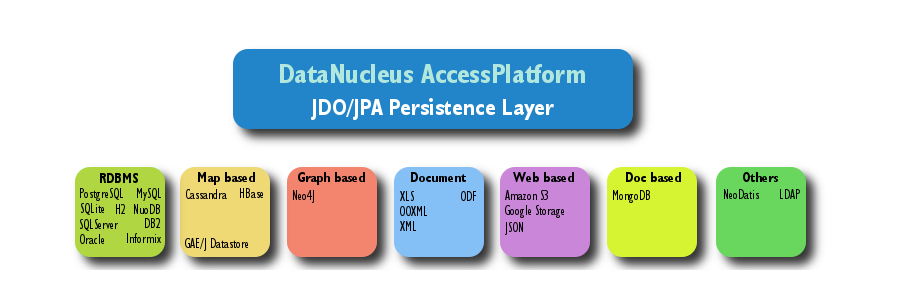 DataNucleus AccessPlatform
JDO/JPA Persistence Layer
RDBMS
PostgreSQL MySQL
SQLite H2 NuoDB
SQLServer DB2
Oracle Informix
Map based
Cassandra HBase
GAE/J Datastore
Graph based
Neo4J
Document
XLS ODF
OOXML
XML
Web based
Amazon S3
Google Storage
JSON
Doc based
MongoDB
Others
NeoDatis LDAP